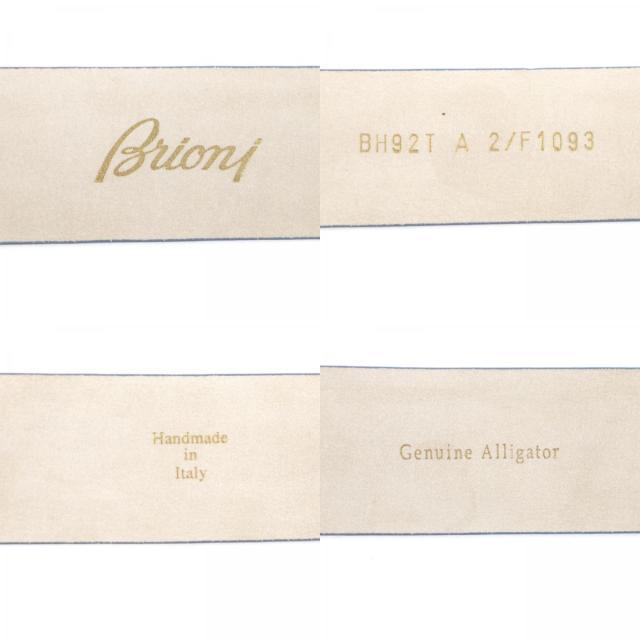 Brioni
BH92T A 2/F1093
Handmade
in
Italy
Genuine Alligator